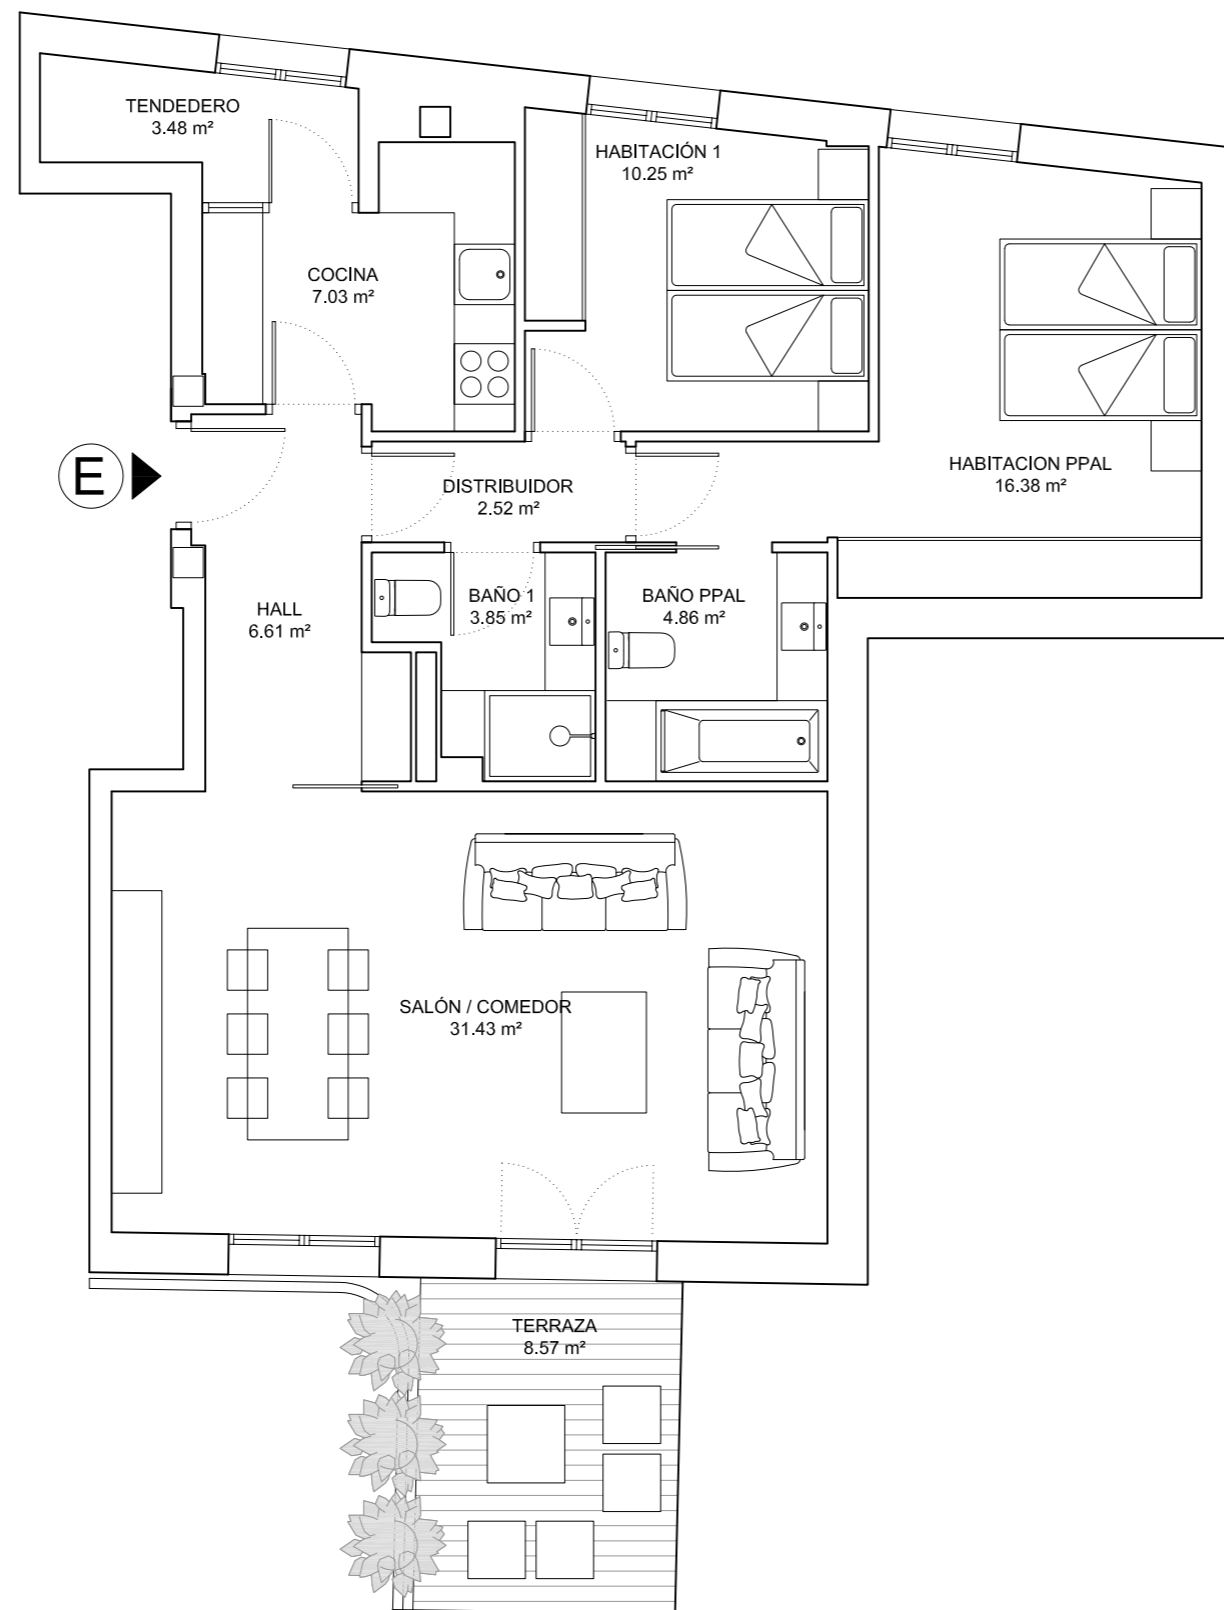 TENDEDERO
3.48 m²
HABITACIÓN 1
10.25 m²
COCINA
7.03 m²
HABITACION PPAL
16.38 m²
E
DISTRIBUIDOR
2.52 m²
HALL
6.61 m²
BAÑO 1
3.85 m²
BAÑO PPAL
4.86 m²
SALÓN / COMEDOR
31.43 m²
TERRAZA
8.57 m²